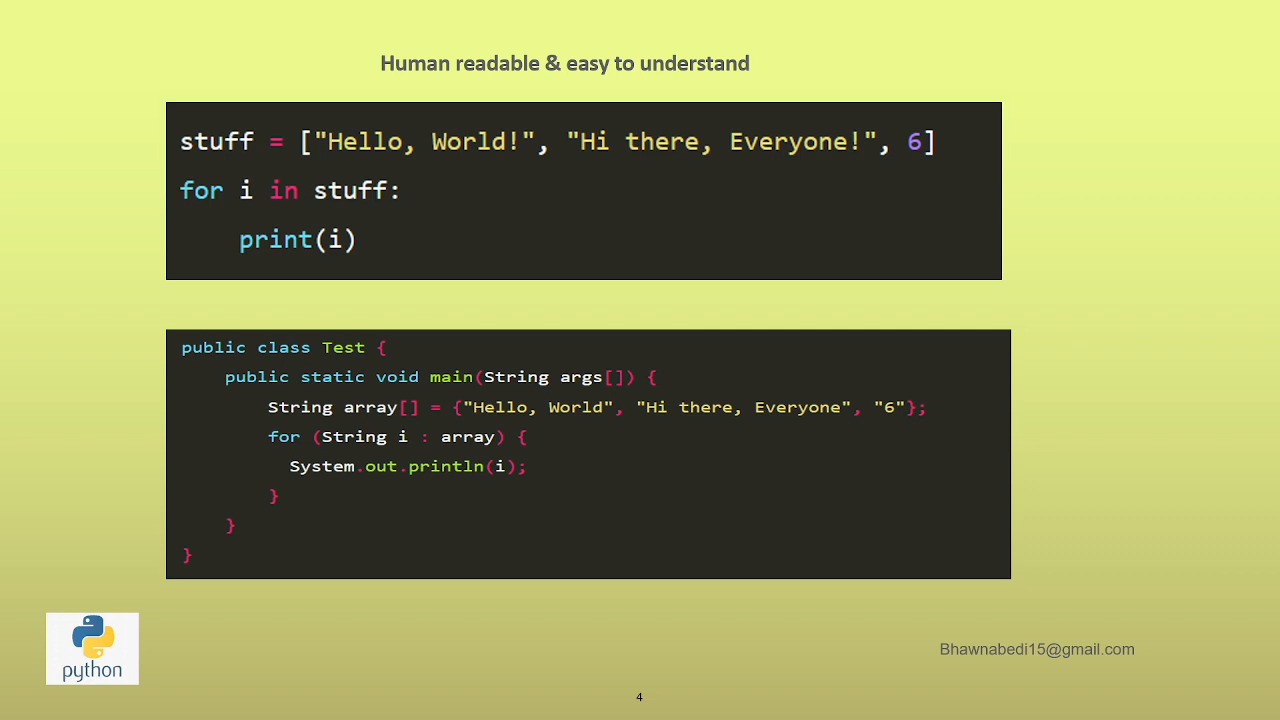 Human readable & easy to understand
stuff = ["Hello, World!", "Hi there, Everyone!", 6]
for i in stuff:
    print(i)
public class Test {
    public static void main(String args[]) {
        String array[] = {"Hello, World", "Hi there, Everyone", "6"};
        for (String i : array) {
          System.out.println(i);
        }
    }
}
python
Bhawnabedi15@gmail.com
4